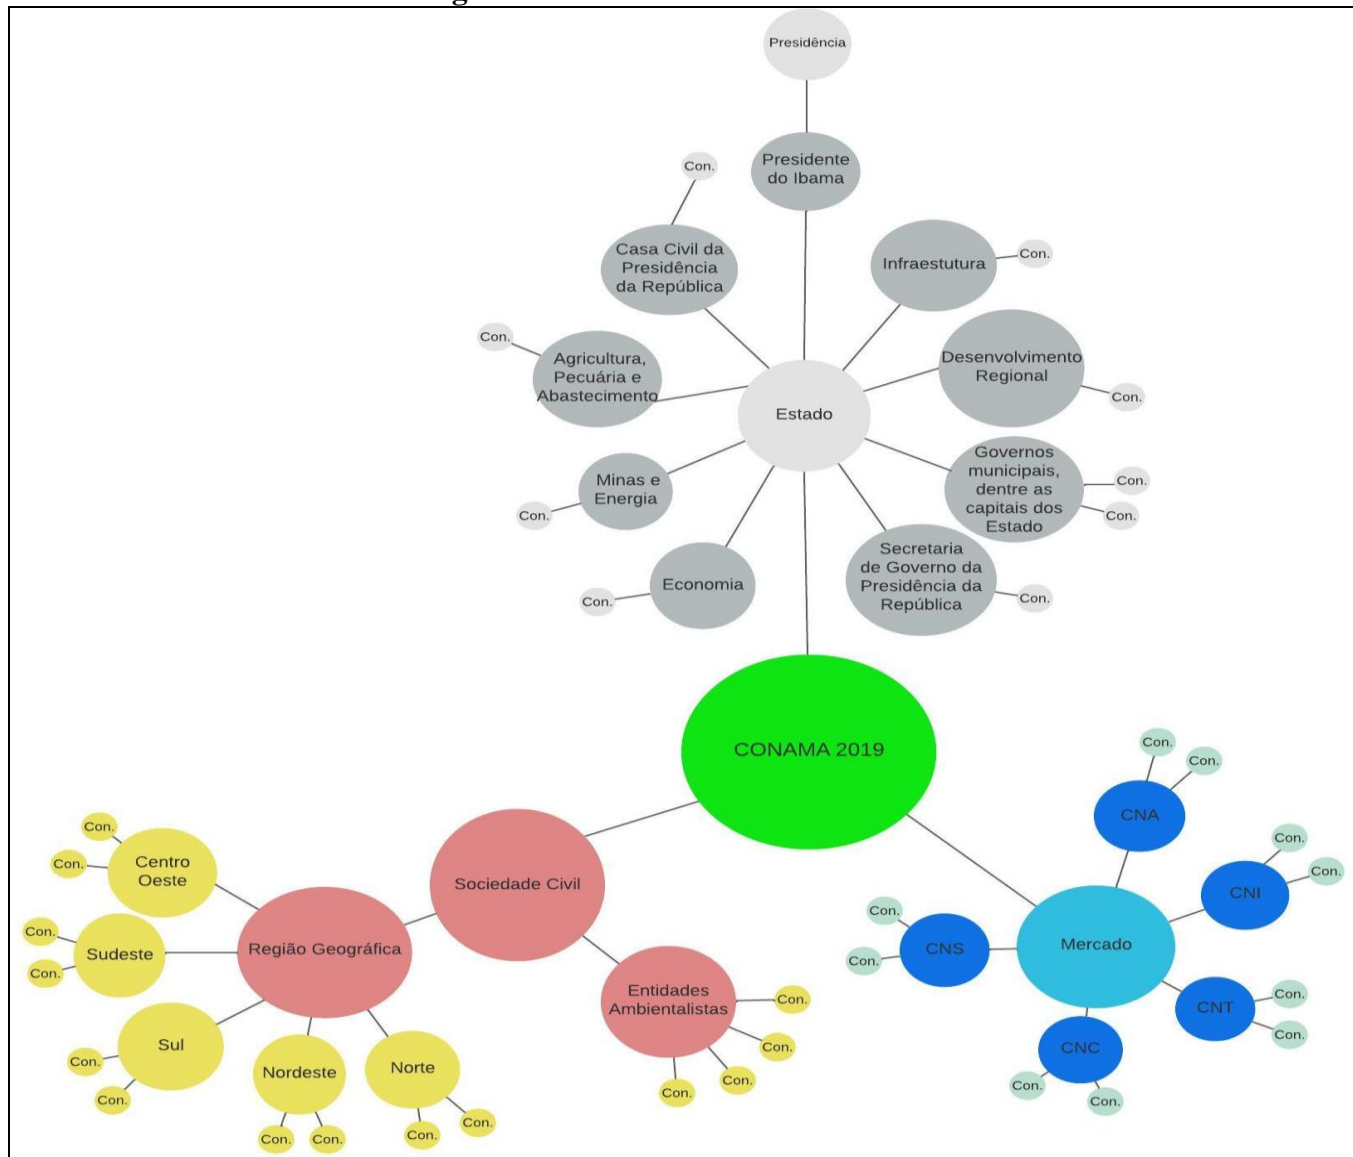 Presidência
Presidente
do Ibama
Con.
Casa Civil da
Presidência
da República
Infraestutura
Con.
Con.
Agricultura,
Pecuária e
Abastecimento
Desenvolvimento
Regional
Con.
Estado
Minas e
Energia
Con.
Governos
municipais,
dentre as
capitais dos
Estado
Con.
Con.
Economia
Con.
Secretaria
de Governo da
Presidência da
República
Con.
CONAMA 2019
Sociedade Civil
Região Geográfica
Centro
Oeste
Con.
Con.
Sudeste
Con.
Con.
Sul
Con.
Con.
Nordeste
Con.
Con.
Norte
Con.
Con.
Entidades
Ambientalistas
Con.
Con.
Con.
Con.
Mercado
CNA
Con.
Con.
CNI
Con.
Con.
CNS
Con.
Con.
CNT
Con.
Con.
CNC
Con.
Con.